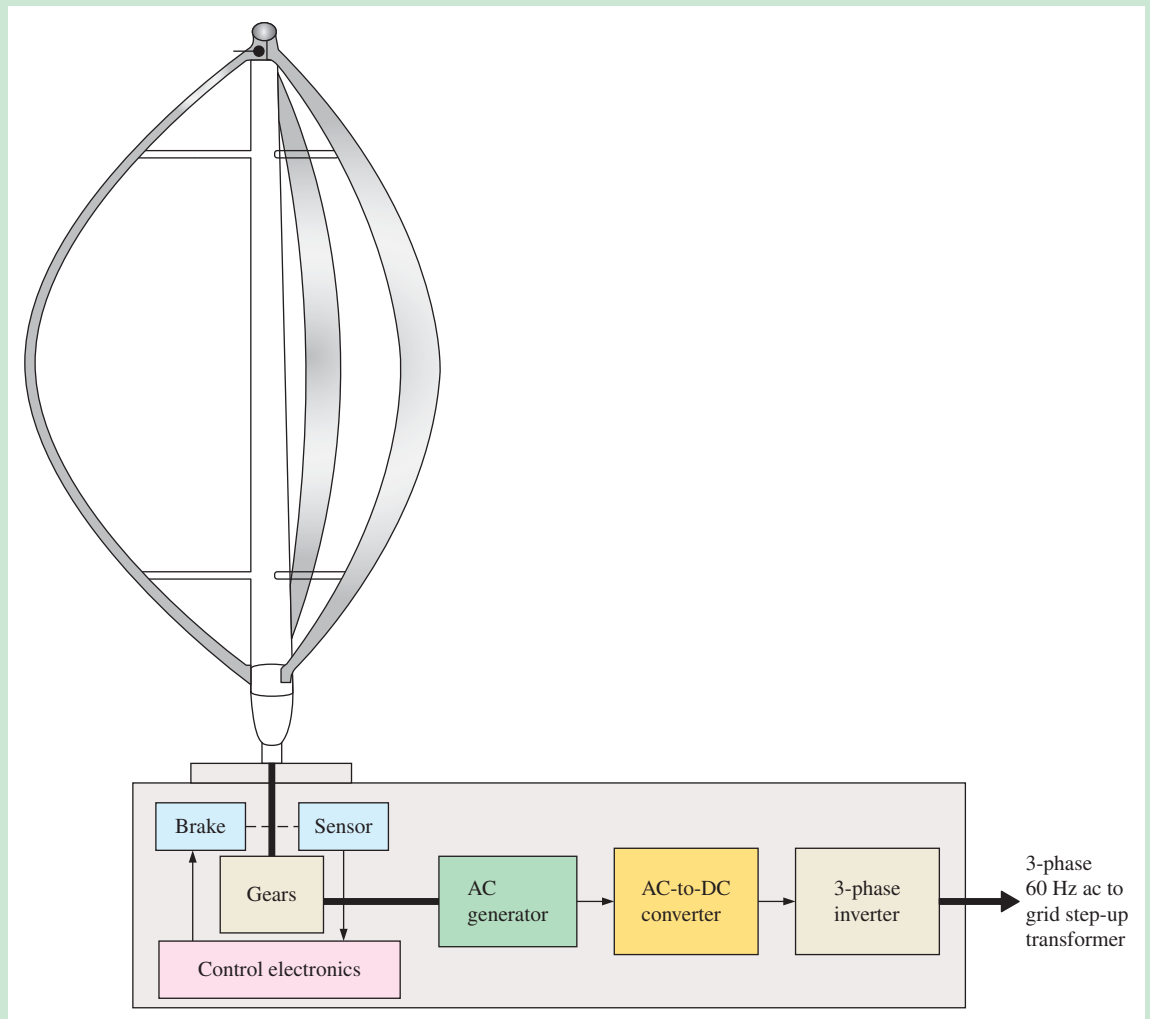 Brake
Sensor
Gears
AC
generator
AC-to-DC
converter
3-phase
inverter
3-phase
60 Hz ac to
grid step-up
transformer
Control electronics